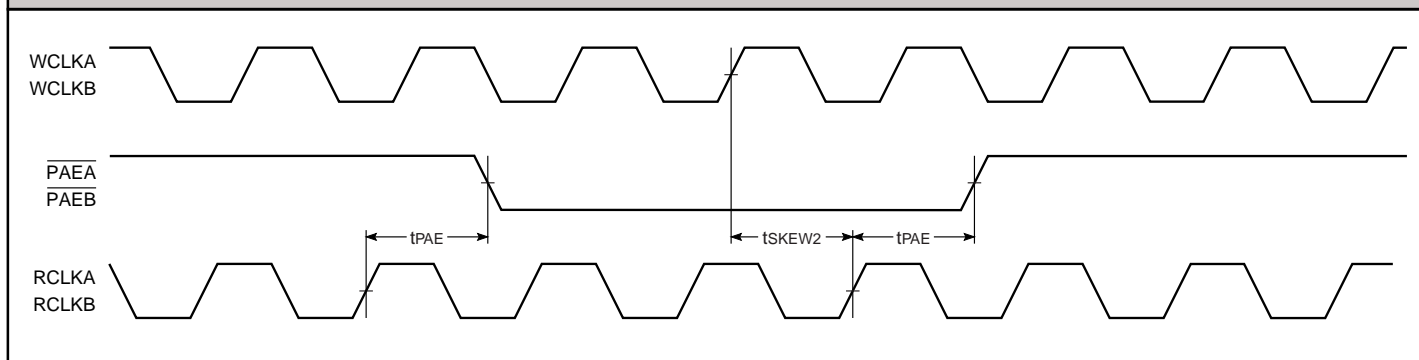 WCLKA
WCLKB
PAEA
PAEB
tPAE
tSKEW2
tPAE
RCLKA
RCLKB